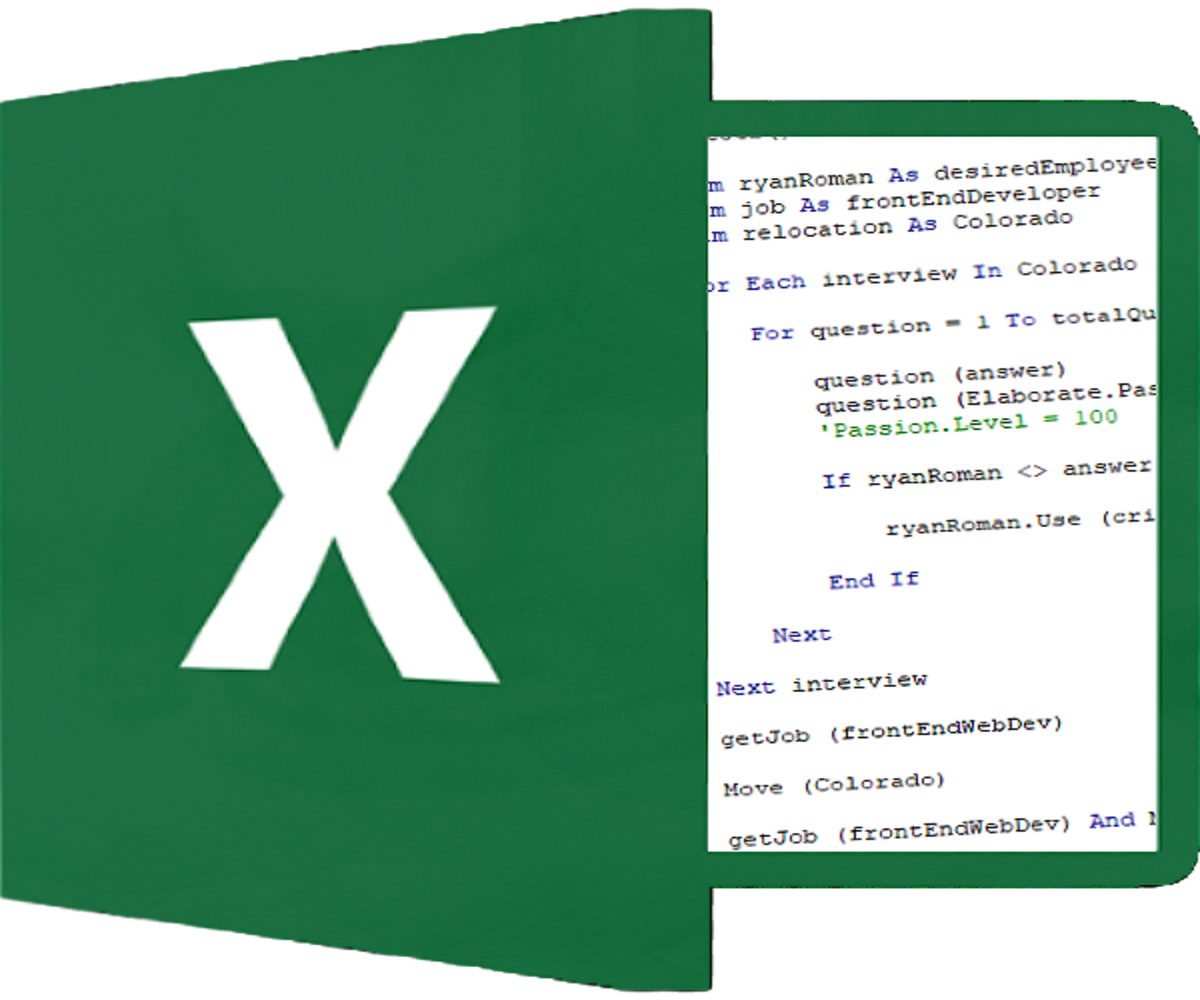 X
m ryanRoman As desiredEmployee
m job As frontEndDeveloper
im relocation As Colorado
or Each interview In Colorado
For question = 1 To totalQu
question (answer)
question (Elaborate.Pas
'Passion.Level = 100
If ryanRoman <> answer
ryanRoman.Use (cri
End If
Next
Next interview
getJob (frontEndWebDev)
Move (Colorado)
getJob (frontEndWebDev) And